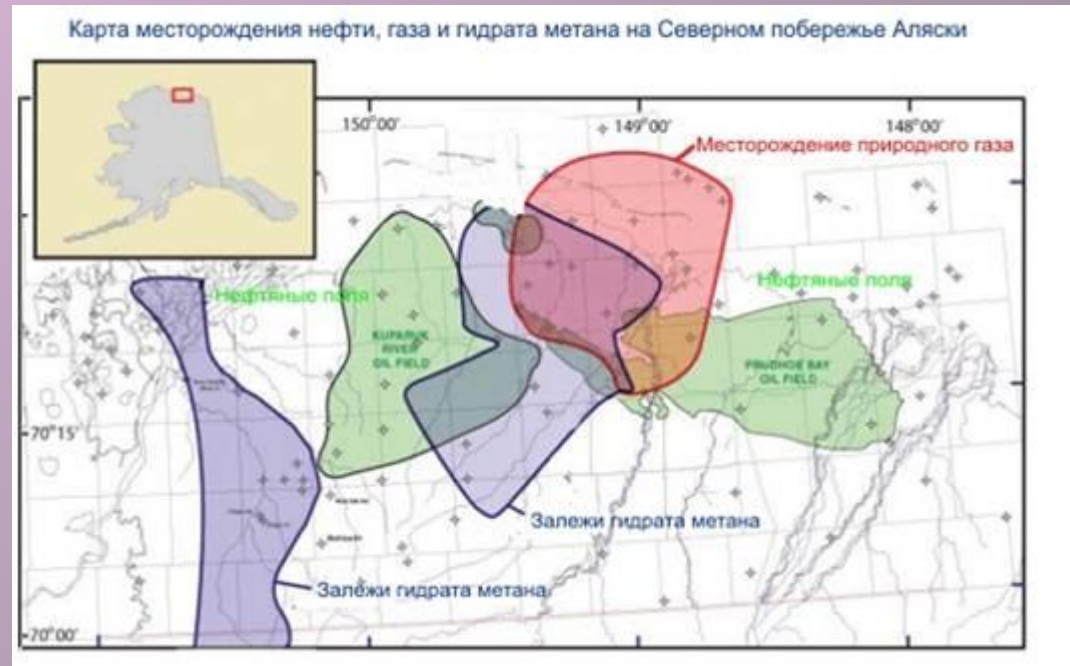 Карта месторождения нефти, газа и гидрата метана на Северном побережье Аляски
150°00'
149°00'
148°00'
Месторождение природного газа
Нефтяные поля
Нефтяные поля
KUPARUK
RIVER
OIL FIELD
PRUDHOE BAY
OIL FIELD
70°15'
Залежи гидрата метана
Залежи гидрата метана
70°00'